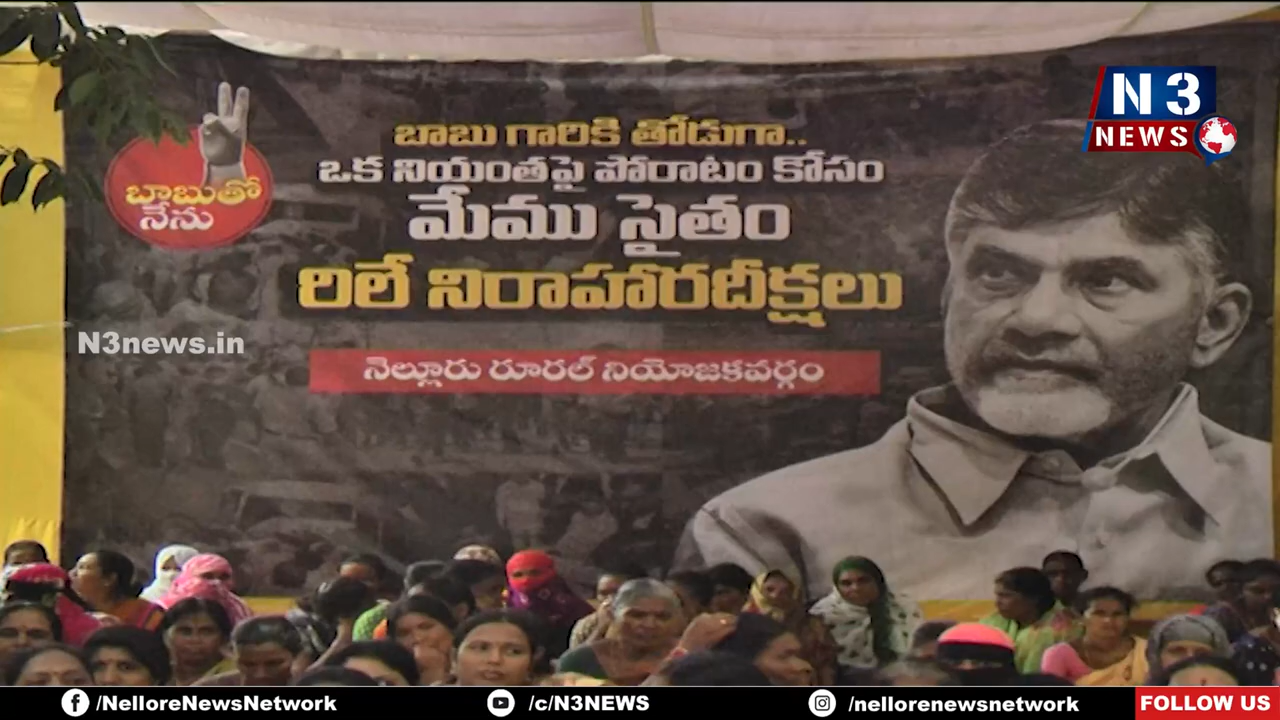 N3
NEWS
బాబు గారికి తోడుగా..
ఒక నియంతపై పోరాటం కోసం
మేము సైతం
రిలే నిరాహారదీక్షలు
బాబుతో
నేను
N3news.in
నెల్లూరు రూరల్ నియోజకవర్గం
/NelloreNewsNetwork
/c/N3NEWS
/nellorenewsnetwork
FOLLOW US